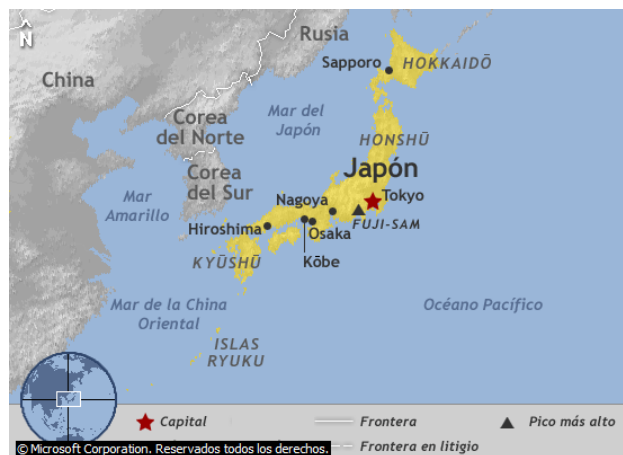 N
Rusia
Sapporo
HOKKAIDŌ
China
Corea
del Norte
Mar del
Japón
HONSHŪ
Japón
Corea
del Sur
Mar
Amarillo
Nagoya
Tokyo
Hiroshima
Osaka
FUJI-SAM
KYŪSHŪ
Kōbe
Mar de la China
Oriental
Océano Pacífico
ISLAS
RYUKU
Capital
Frontera
Pico más alto
© Microsoft Corporation. Reservados todos los derechos.
Frontera en litigio